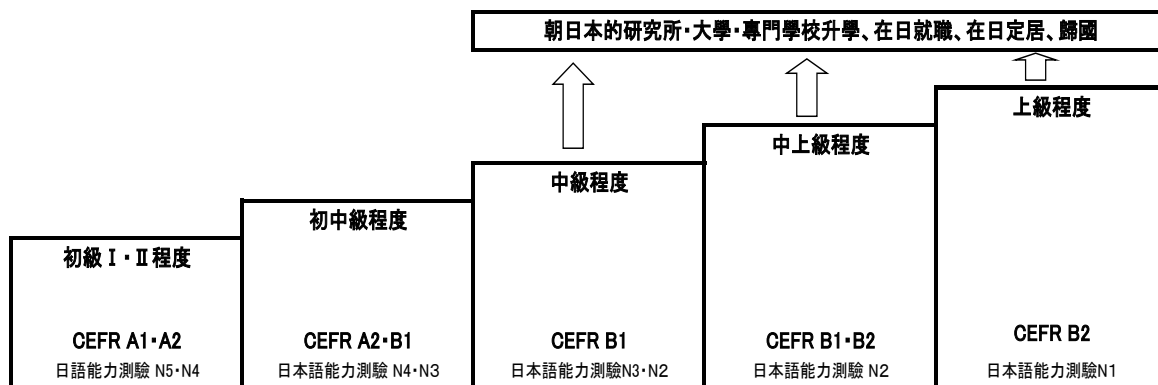 朝日本的研究所・大學・專門學校升學、在日就職、在日定居、歸國
上級程度
中上級程度
中級程度
初中級程度
初級Ⅰ・Ⅱ程度
CEFR A1・A2
日語能力測驗 N5・N4
CEFR A2・B1
日本語能力測驗 N4・N3
CEFR B1
日本語能力測驗N3・N2
CEFR B1・B2
日本語能力測驗 N2
CEFR B2
日本語能力測驗N1